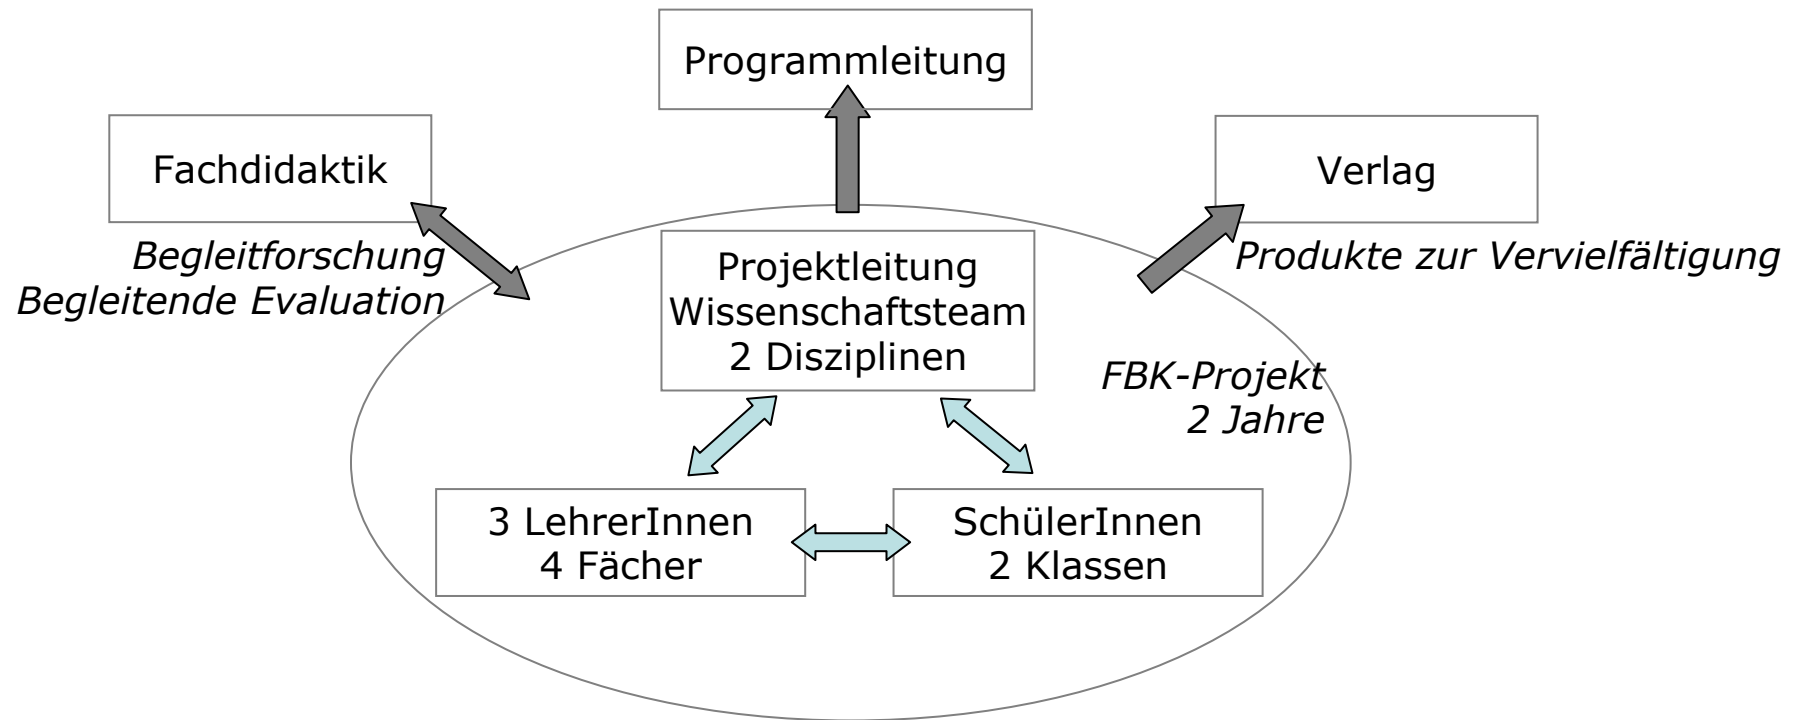 Programmleitung
Fachdidaktik
Verlag
Begleitforschung
Begleitende Evaluation
Produkte zur Vervielfältigung
Projektleitung
Wissenschaftsteam
2 Disziplinen
FBK-Projekt
2 Jahre
3 LehrerInnen
4 Fächer
SchülerInnen
2 Klassen